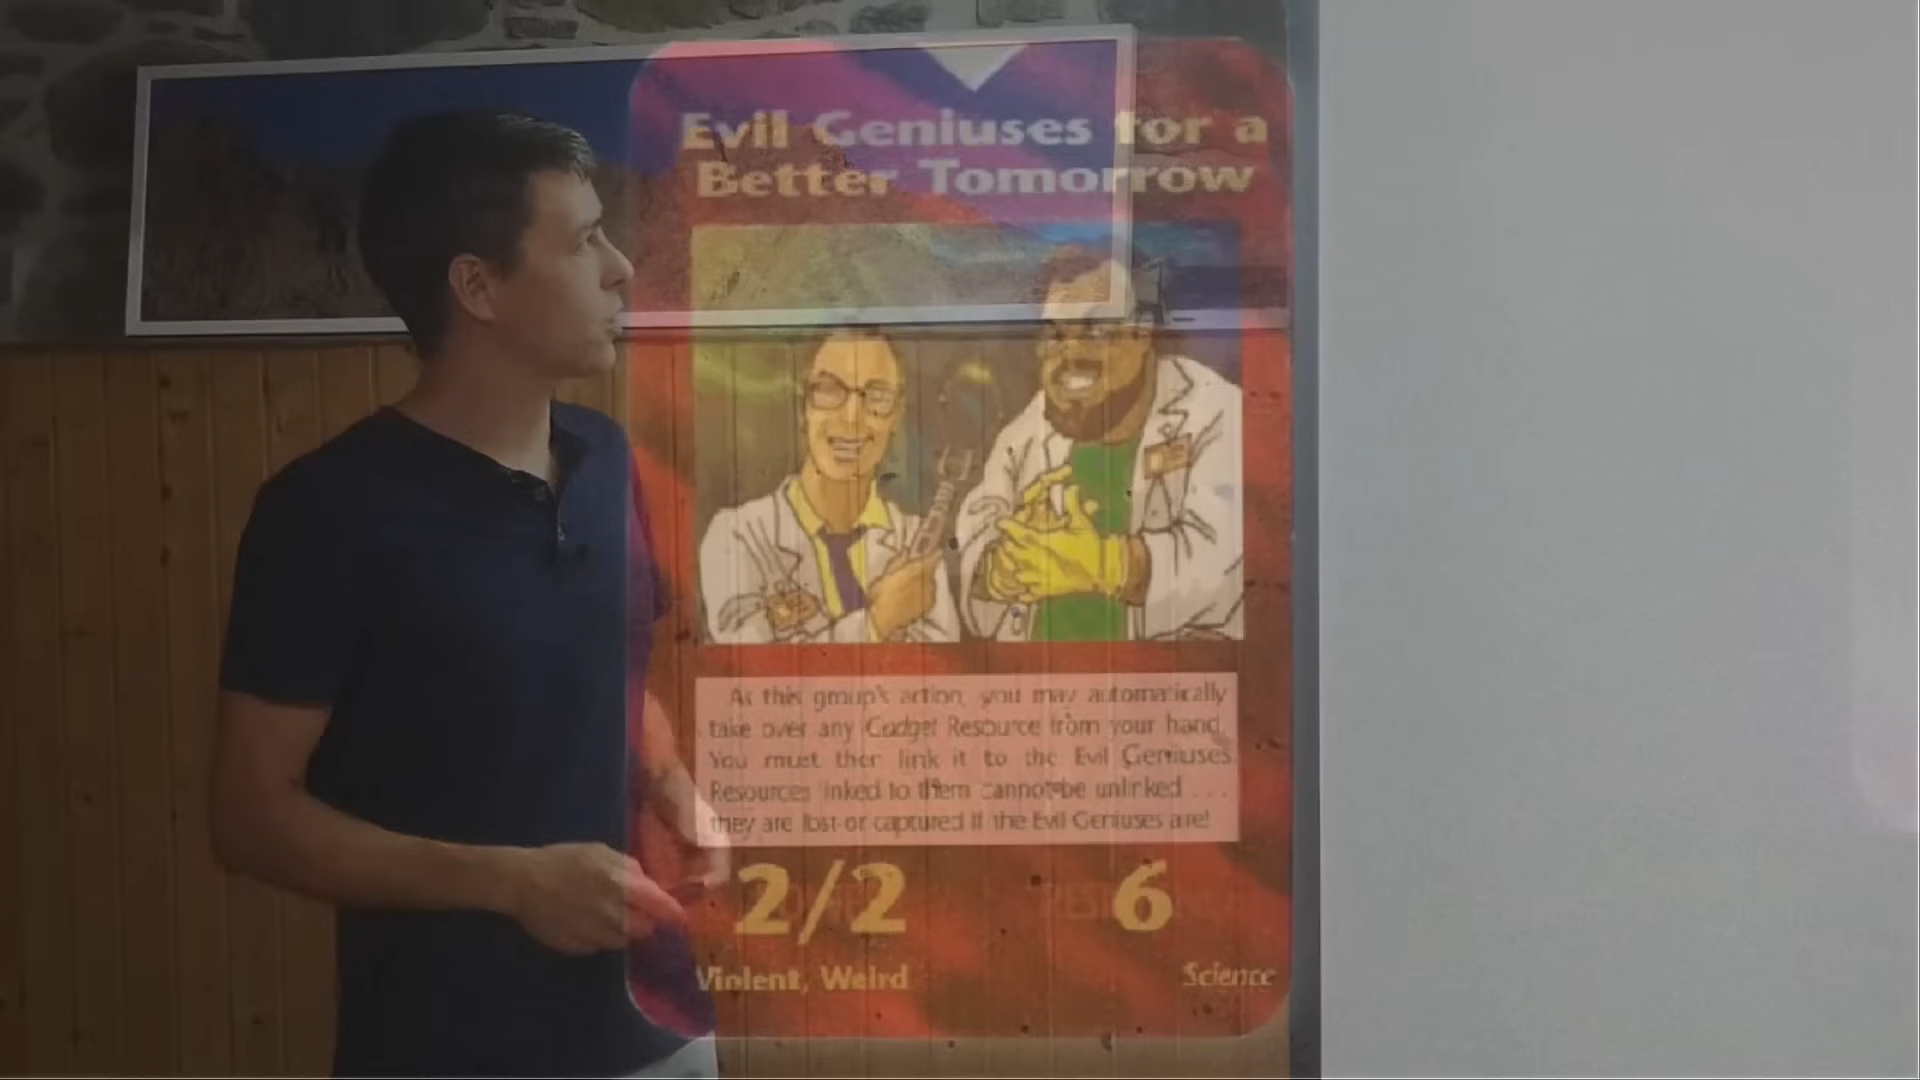 Evil Geniuses for a
Better Tomorrow
As this group's action, you may automatically
take over any Gadget Resource from your hand.
You must then link it to the Evil Geniuses.
Resources linked to them cannot be unlinked . . .
they are lost or captured if the Evil Geniuses are!
2/2 6
Violent, Weird Science